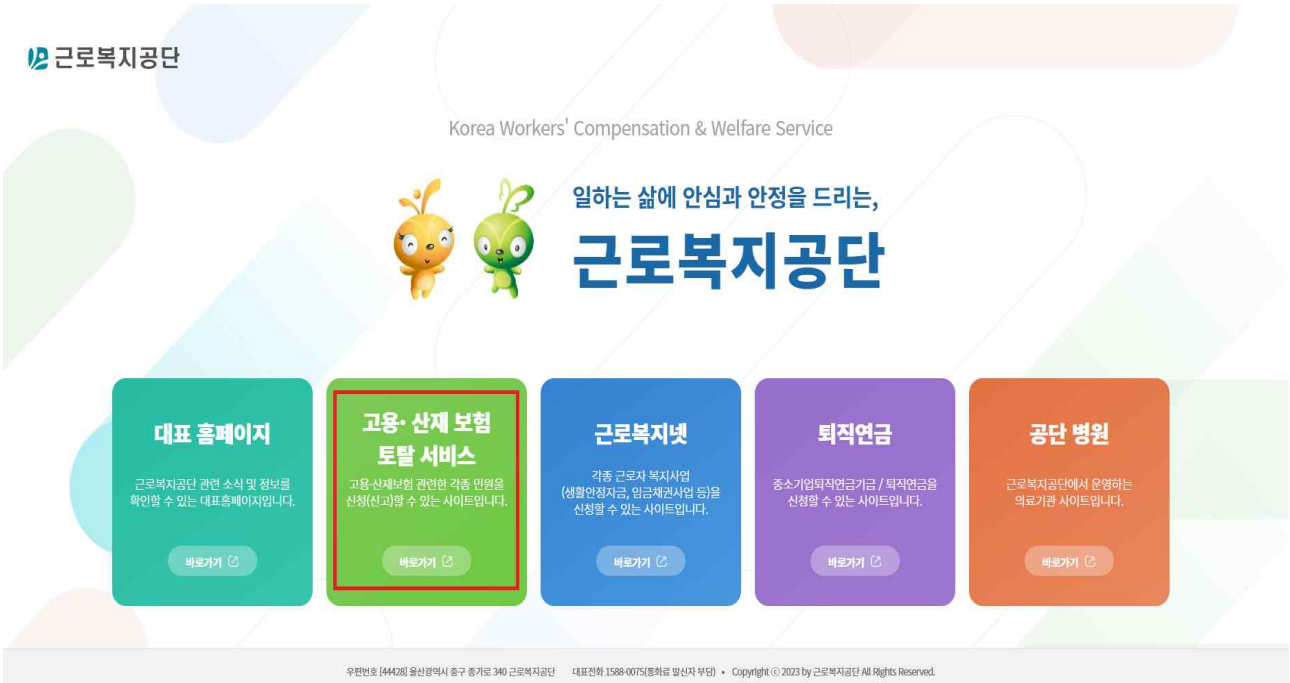 근로복지공단
Korea Workers' Compensation & Welfare Service
일하는 삶에 안심과 안정을 드리는,
근로복지공단
대표 홈페이지
근로복지공단 관련 소식 및 정보를
확인할 수 있는 대표홈페이지입니다.
바로가기
고용· 산재 보험
토탈 서비스
고용·산재보험 관련한 각종 민원을
신청(신고)할 수 있는 사이트입니다.
바로가기
근로복지넷
각종 근로자 복지사업
(생활안정자금, 임금채권사업 등)을
신청할 수 있는 사이트입니다.
바로가기
퇴직연금
중소기업퇴직연금기금 / 퇴직연금을
신청할 수 있는 사이트입니다.
바로가기
공단 병원
근로복지공단에서 운영하는
의료기관 사이트입니다.
바로가기
우편번호 [44428] 울산광역시 중구 종가로 340 근로복지공단 대표전화 1588-0075(통화료 발신자 부담) • Copyright ⓒ 2023 by 근로복지공단 All Rights Reserved.